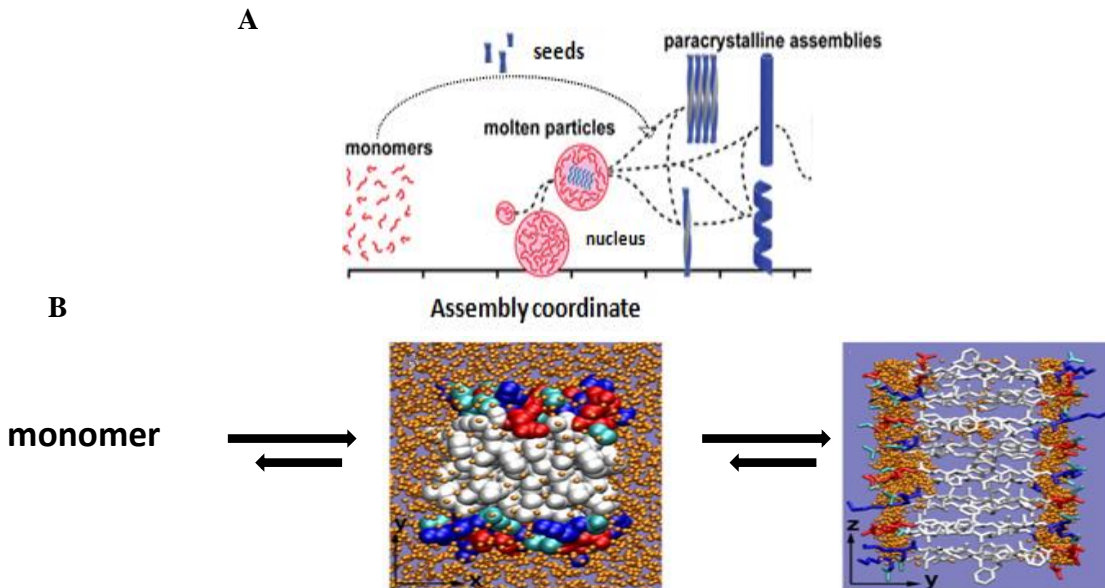 A
seeds
paracrystalline assemblies
molten particles
monomers
nucleus
Assembly coordinate
B
monomer
y
x
z
y